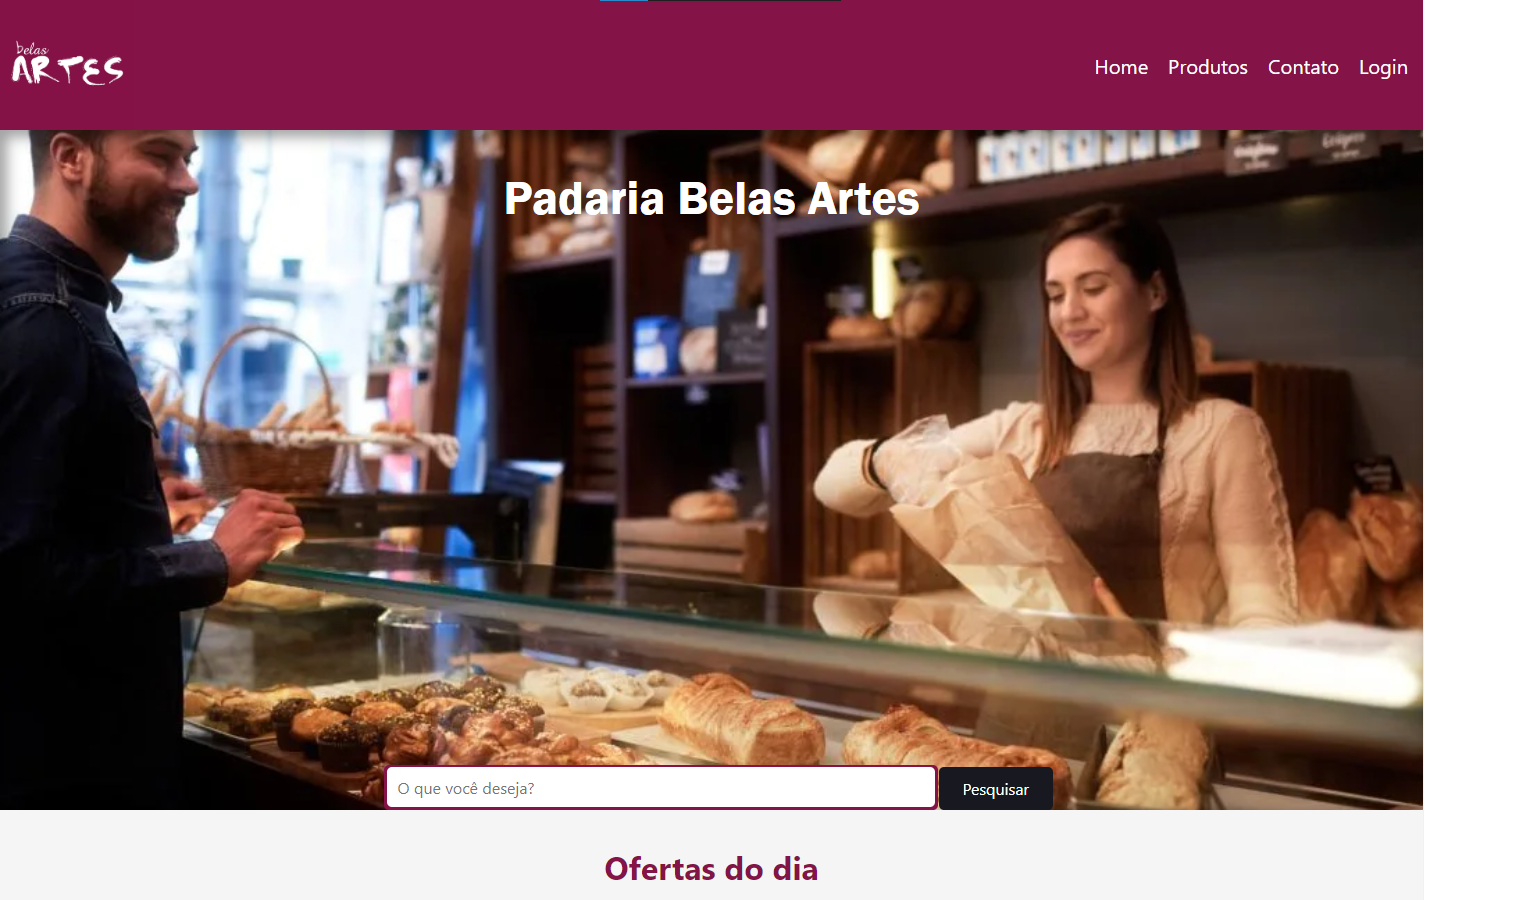 belas
ARTES
Home Produtos Contato Login
Padaria Belas Artes
O que você deseja?
Pesquisar
Ofertas do dia